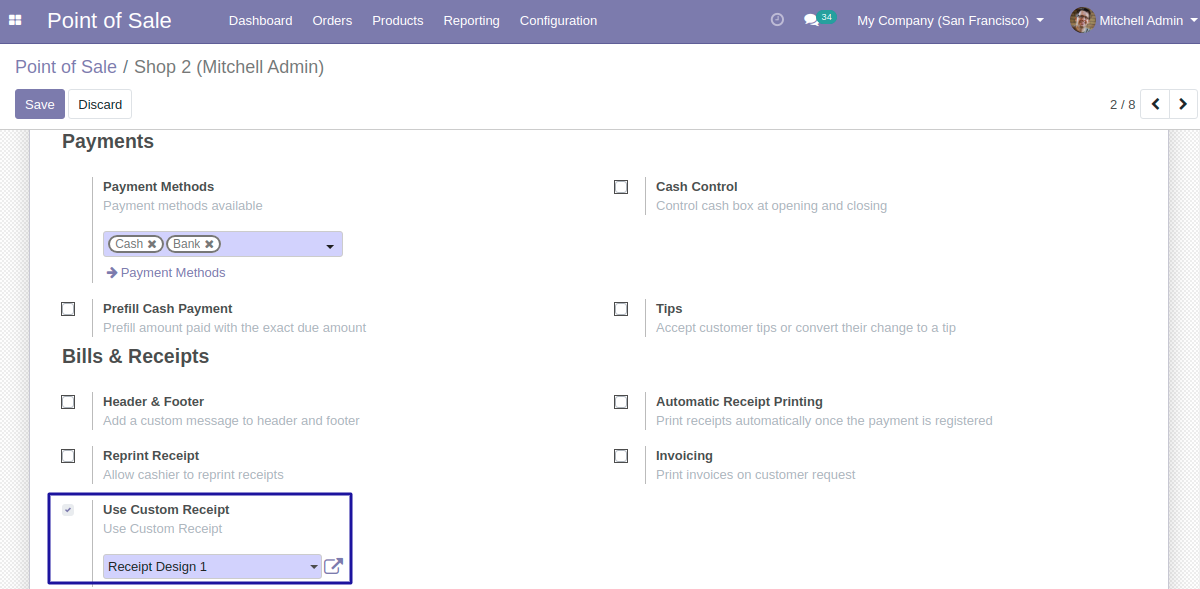 Point of Sale Dashboard Orders Products Reporting Configuration 34 My Company (San Francisco) Mitchell Admin
Point of Sale / Shop 2 (Mitchell Admin)
Save Discard 2 / 8
Payments
Payment Methods
Payment methods available
Cash Bank
Payment Methods
Cash Control
Control cash box at opening and closing
Prefill Cash Payment
Prefill amount paid with the exact due amount
Tips
Accept customer tips or convert their change to a tip
Bills & Receipts
Header & Footer
Add a custom message to header and footer
Automatic Receipt Printing
Print receipts automatically once the payment is registered
Reprint Receipt
Allow cashier to reprint receipts
Invoicing
Print invoices on customer request
Use Custom Receipt
Use Custom Receipt
Receipt Design 1